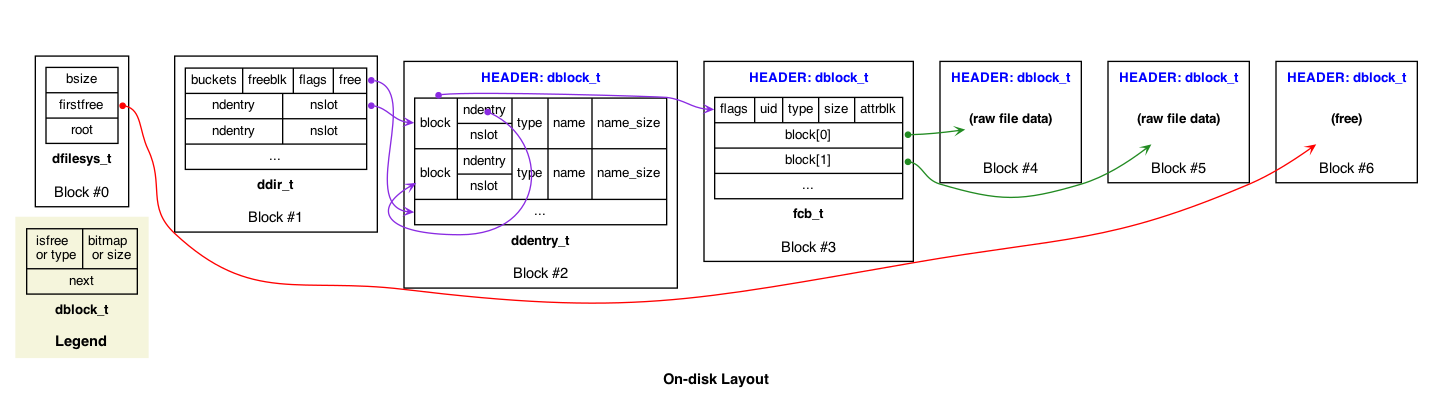 bsize
firstfree
root
dfilesys_t
Block #0
buckets freeblk flags free
ndentry nslot
ndentry nslot
...
ddir_t
Block #1
HEADER: dblock_t
block ndentry nslot type name name_size
block ndentry nslot type name name_size
...
ddentry_t
Block #2
HEADER: dblock_t
flags uid type size attrblk
block[0]
block[1]
...
fcb_t
Block #3
HEADER: dblock_t
(raw file data)
Block #4
HEADER: dblock_t
(raw file data)
Block #5
HEADER: dblock_t
(free)
Block #6
isfree
or type
bitmap
or size
next
dblock_t
Legend
On-disk Layout